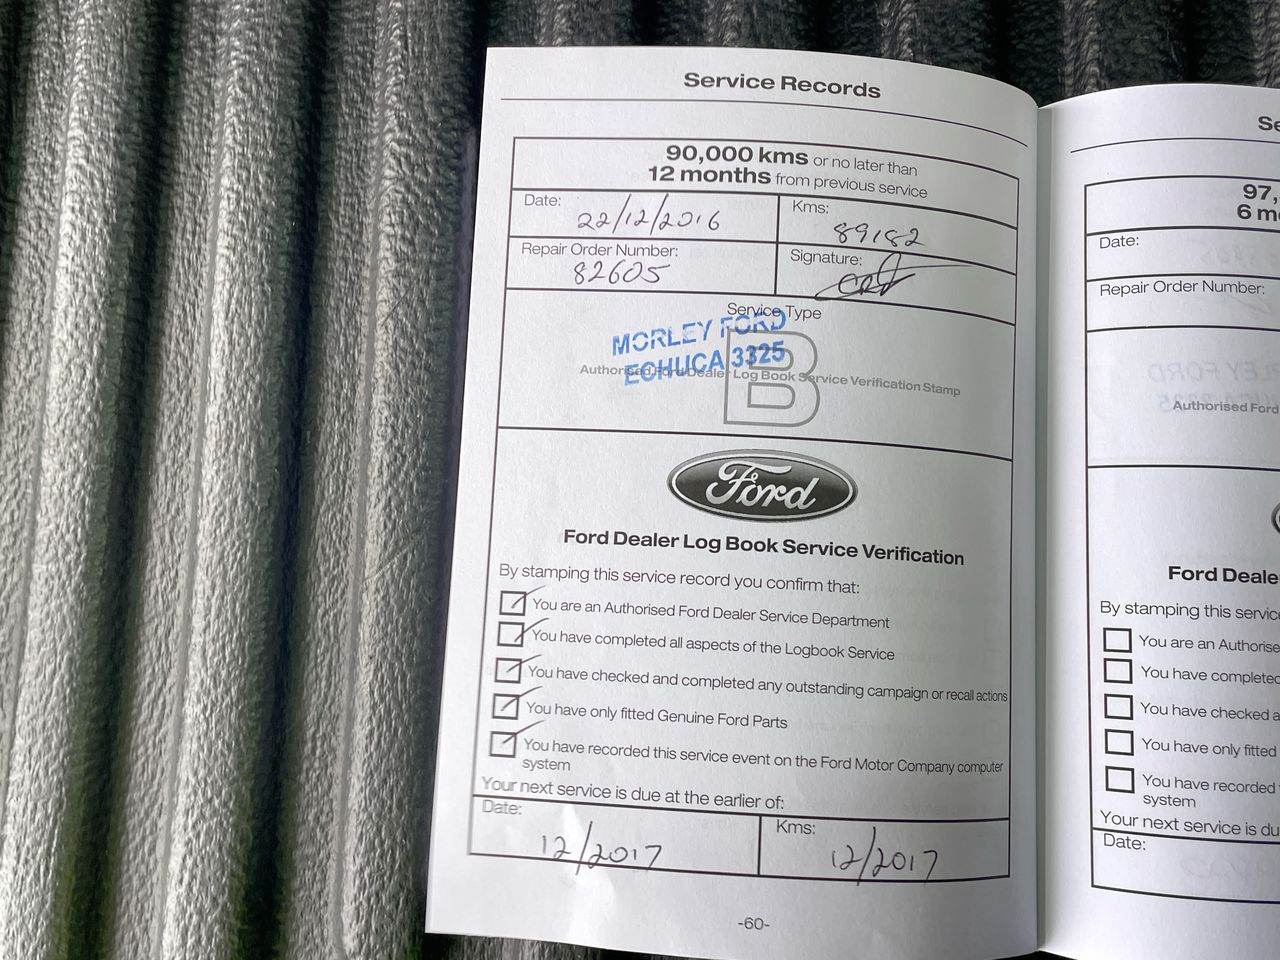 Service Records
90,000 kms or no later than
12 months from previous service
Date: 22/12/2016
Kms: 89182
Repair Order Number: 82605
Signature:
Service Type
B
MORLEY FORD
ECHUCA 3325
Authorised Ford Dealer Log Book Service Verification Stamp
Ford
Ford Dealer Log Book Service Verification
By stamping this service record you confirm that:
You are an Authorised Ford Dealer Service Department
You have completed all aspects of the Logbook Service
You have checked and completed any outstanding campaign or recall actions
You have only fitted Genuine Ford Parts
You have recorded this service event on the Ford Motor Company computer
system
Your next service is due at the earlier of:
Date: 12/2017
Kms: 12/2017
-60-
Se
97,
6 mo
Date:
Repair Order Number:
Authorised Ford
Ford Deale
By stamping this servic
You are an Authorise
You have completed
You have checked a
You have only fitted
You have recorded
system
Your next service is du
Date: